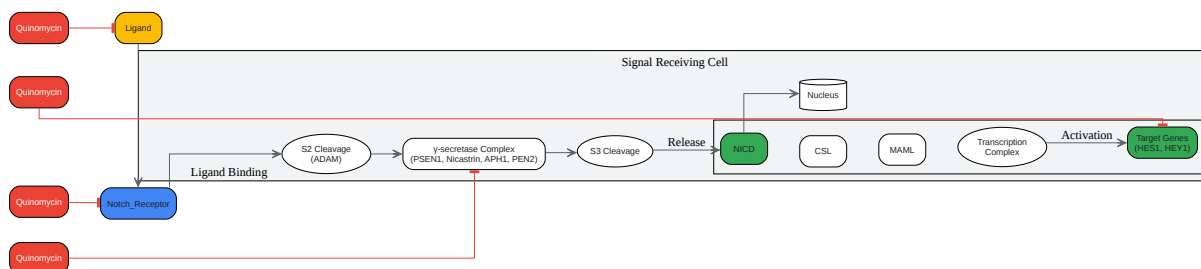 Quinomycin
Ligand
Signal Receiving Cell
Quinomycin
Nucleus
S2 Cleavage
(ADAM)
γ-secretase Complex
(PSEN1, Nicastrin, APH1, PEN2)
S3 Cleavage
Release
NICD
CSL
MAML
Transcription
Complex
Activation
Target Genes
(HES1, HEY1)
Ligand Binding
Quinomycin
Notch_Receptor
Quinomycin